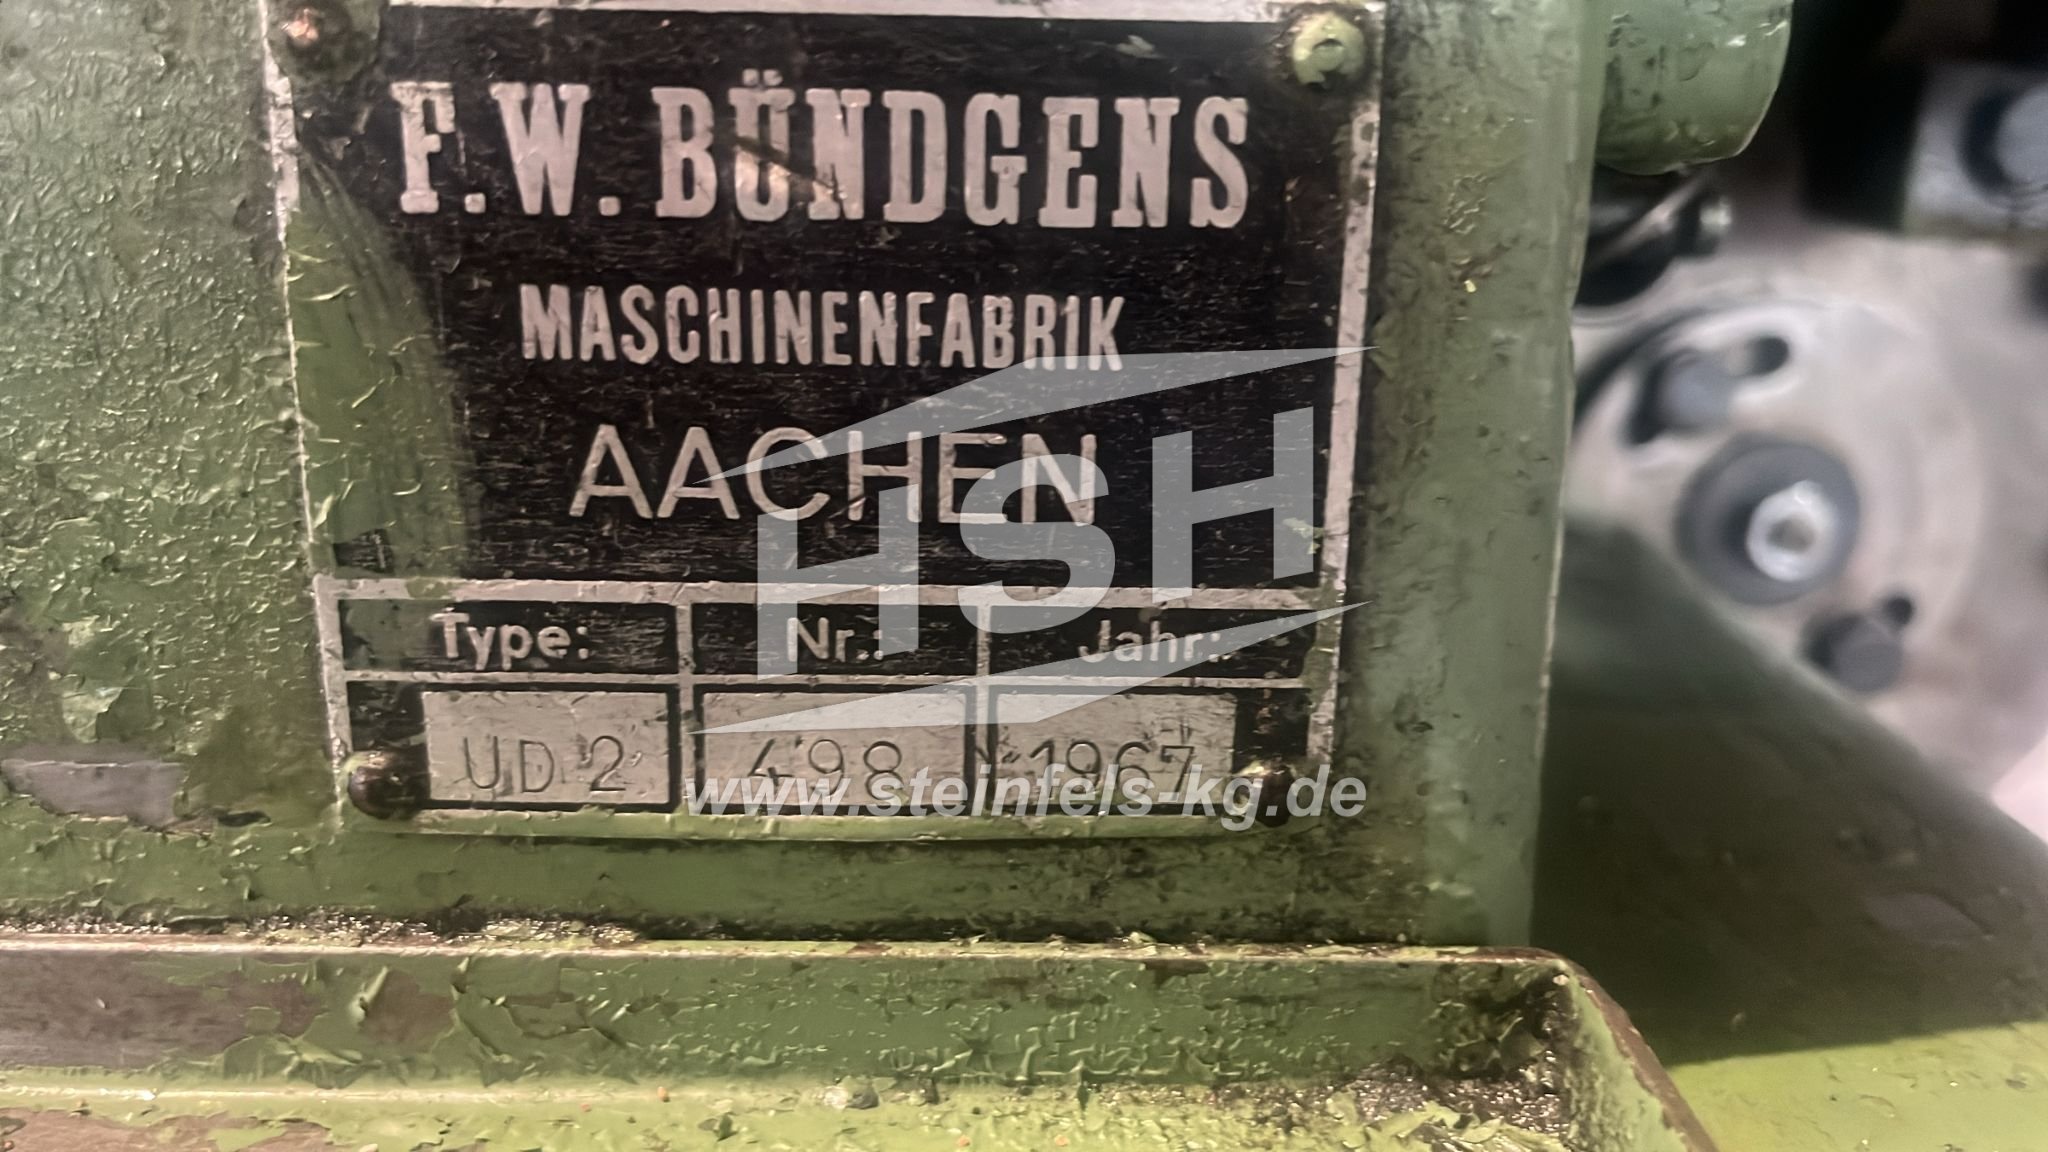 F.W. BÜNDGENS
MASCHINENFABRIK
AACHEN
HSH
Type: Nr.: Jahr:
UD 2 498 1967
www.steinfels-kg.de